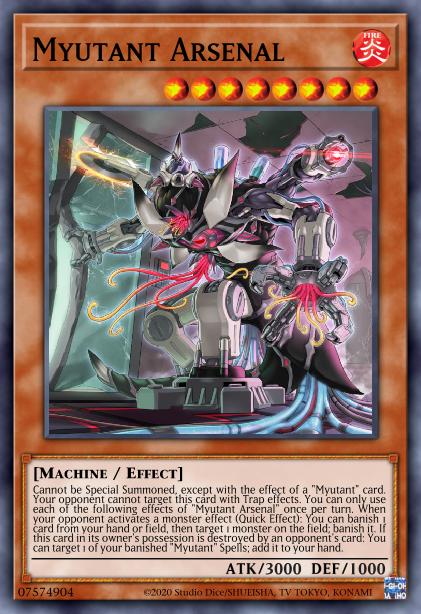 MYUTANT ARSENAL
FIRE
炎
[MACHINE / EFFECT]
Cannot be Special Summoned, except with the effect of a "Myutant" card.
Your opponent cannot target this card with Trap effects. You can only use
each of the following effects of "Myutant Arsenal" once per turn. When
your opponent activates a monster effect (Quick Effect): You can banish 1
card from your hand or field, then target 1 monster on the field; banish it. If
this card in its owner's possession is destroyed by an opponent's card: You
can target 1 of your banished "Myutant" Spells; add it to your hand.
ATK/3000 DEF/1000
07574904
©2020 Studio Dice/SHUEISHA, TV TOKYO, KONAMI